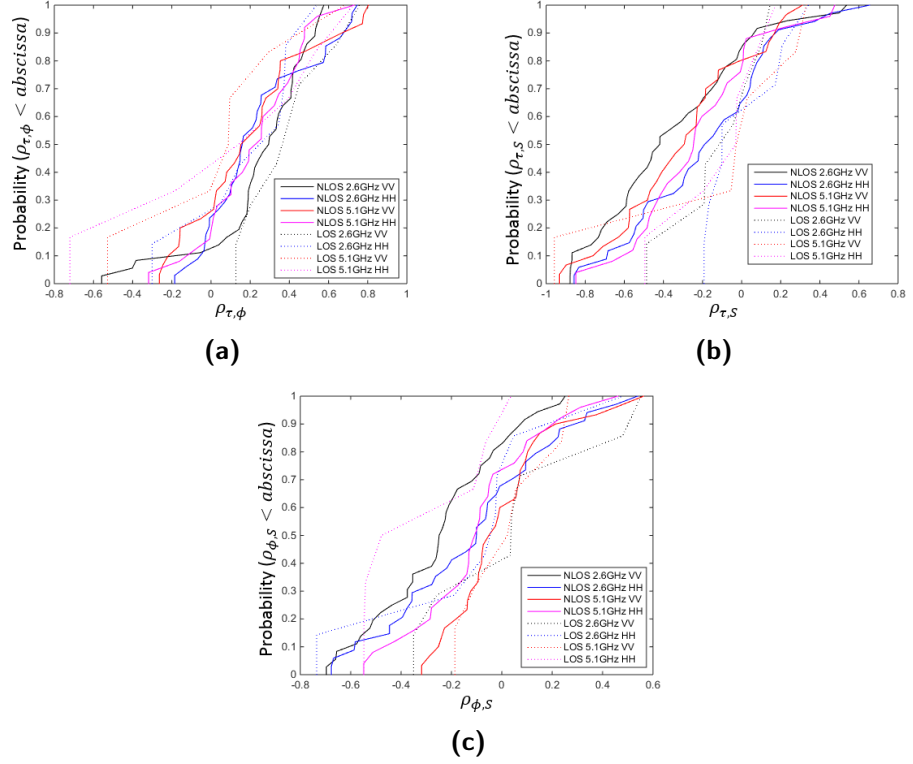 Probability (ρτ,ϕ < abscissa)
1
0.9
0.8
0.7
0.6
0.5
0.4
0.3
0.2
0.1
0
-0.8 -0.6 -0.4 -0.2 0 0.2 0.4 0.6 0.8 1
ρτ,ϕ
NLOS 2.6GHz VV
NLOS 2.6GHz HH
NLOS 5.1GHz VV
NLOS 5.1GHz HH
LOS 2.6GHz VV
LOS 2.6GHz HH
LOS 5.1GHz VV
LOS 5.1GHz HH
(a)
Probability (ρτ,S < abscissa)
1
0.9
0.8
0.7
0.6
0.5
0.4
0.3
0.2
0.1
0
-1 -0.8 -0.6 -0.4 -0.2 0 0.2 0.4 0.6 0.8
ρτ,S
NLOS 2.6GHz VV
NLOS 2.6GHz HH
NLOS 5.1GHz VV
NLOS 5.1GHz HH
LOS 2.6GHz VV
LOS 2.6GHz HH
LOS 5.1GHz VV
LOS 5.1GHz HH
(b)
Probability (ρϕ,S < abscissa)
1
0.9
0.8
0.7
0.6
0.5
0.4
0.3
0.2
0.1
0
-0.8 -0.6 -0.4 -0.2 0 0.2 0.4 0.6
ρϕ,S
NLOS 2.6GHz VV
NLOS 2.6GHz HH
NLOS 5.1GHz VV
NLOS 5.1GHz HH
LOS 2.6GHz VV
LOS 2.6GHz HH
LOS 5.1GHz VV
LOS 5.1GHz HH
(c)